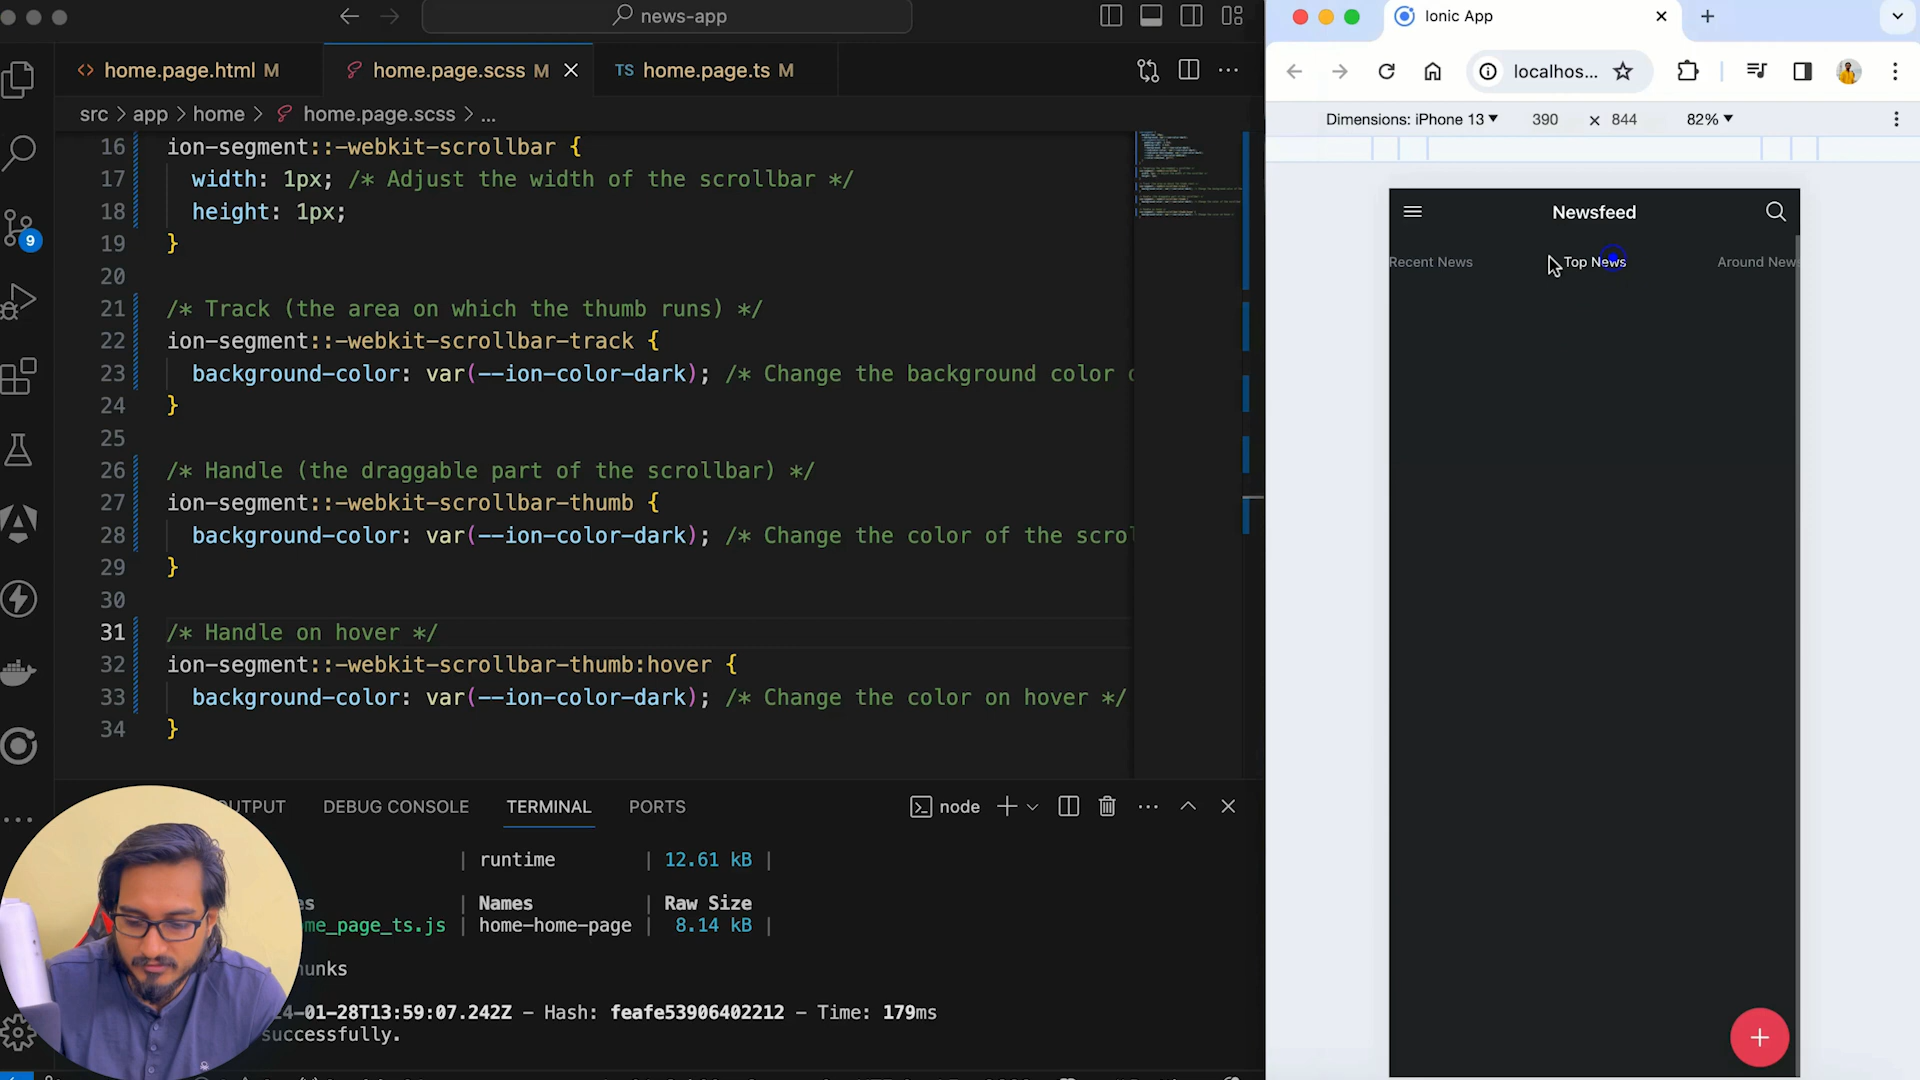 news-app
home.page.html M
home.page.scss M
TS home.page.ts M
src > app > home > home.page.scss > ...
16 ion-segment::-webkit-scrollbar {
17 width: 1px; /* Adjust the width of the scrollbar */
18 height: 1px;
19 }
20
21 /* Track (the area on which the thumb runs) */
22 ion-segment::-webkit-scrollbar-track {
23 background-color: var(--ion-color-dark); /* Change the background color
24 }
25
26 /* Handle (the draggable part of the scrollbar) */
27 ion-segment::-webkit-scrollbar-thumb {
28 background-color: var(--ion-color-dark); /* Change the color of the scrol
29 }
30
31 /* Handle on hover */
32 ion-segment::-webkit-scrollbar-thumb:hover {
33 background-color: var(--ion-color-dark); /* Change the color on hover */
34 }
9
UTPUT DEBUG CONSOLE TERMINAL PORTS
node
| runtime | 12.61 kB |
es | Names | Raw Size
me_page_ts.js | home-home-page | 8.14 kB |
hunks
4-01-28T13:59:07.242Z - Hash: feafe53906402212 - Time: 179ms
successfully.
Ionic App
localhos...
Dimensions: iPhone 13 390 × 844 82%
Newsfeed
Recent News Top News Around News